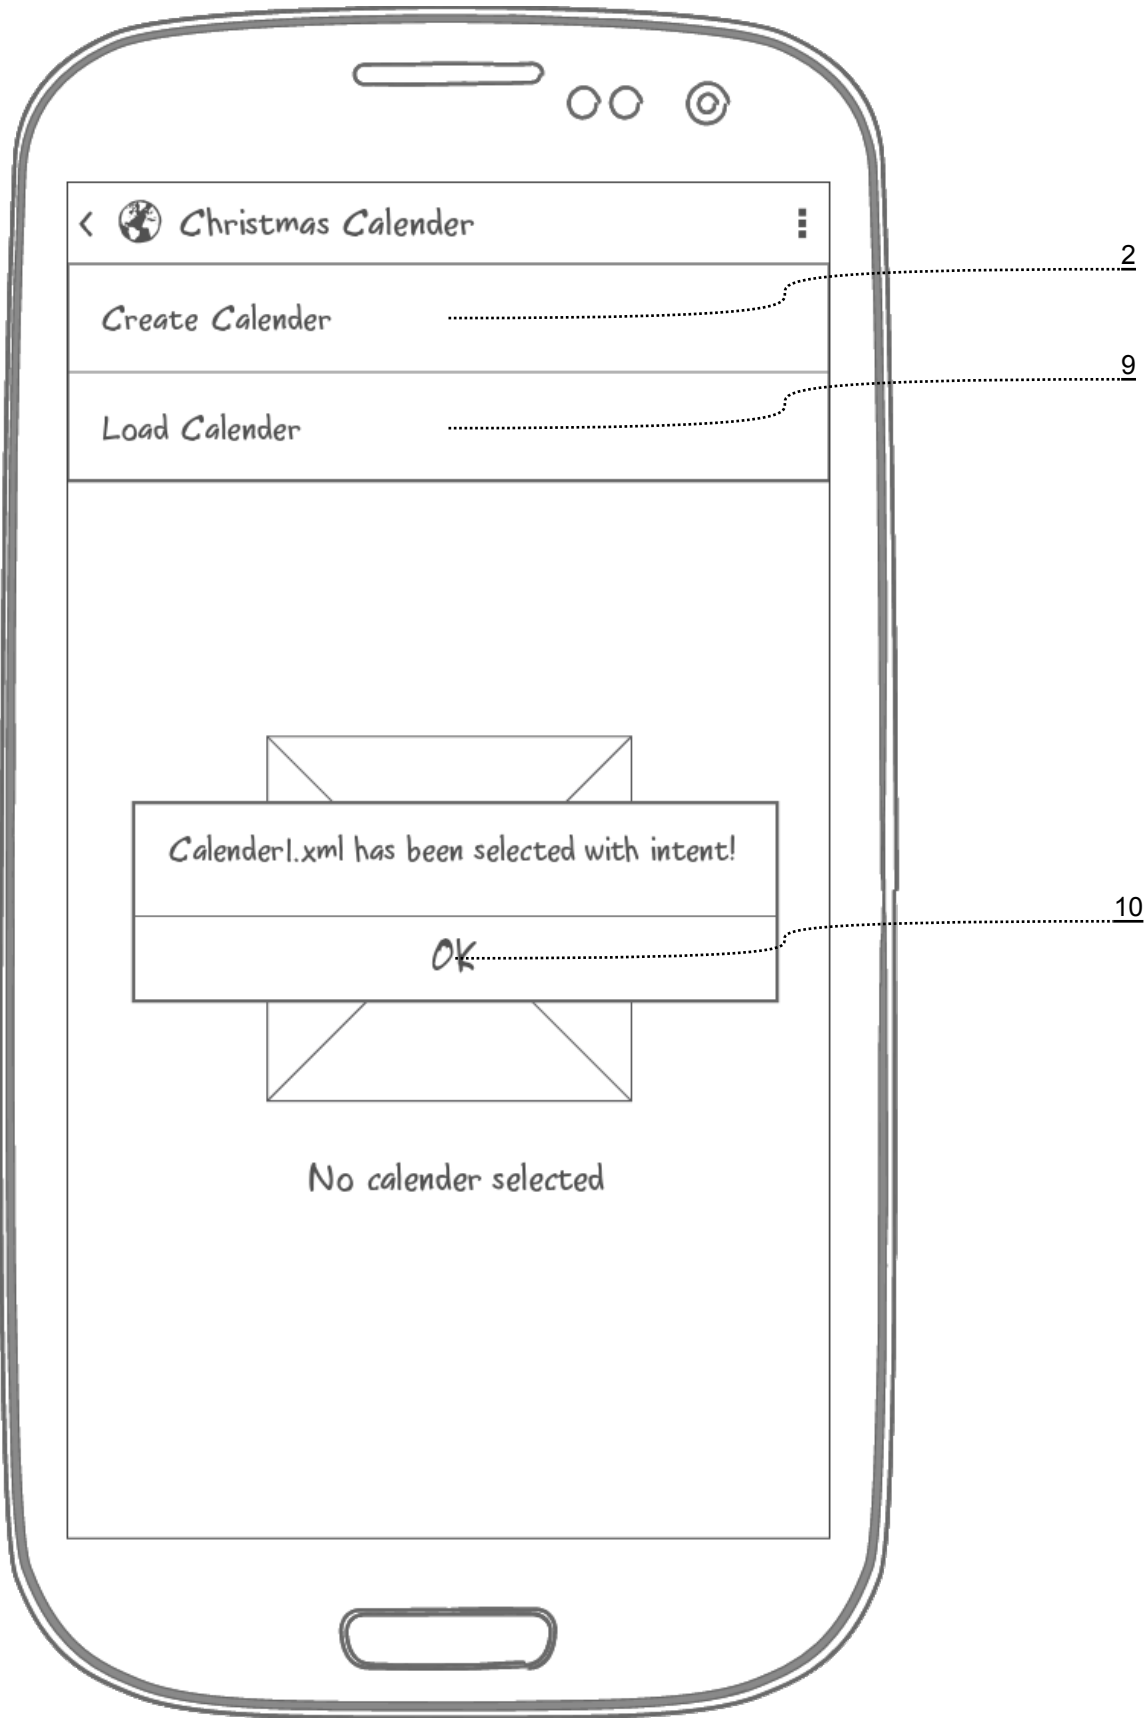 Christmas Calender
2
Create Calender
9
Load Calender
Calender1.xml has been selected with intent!
10
OK
No calender selected